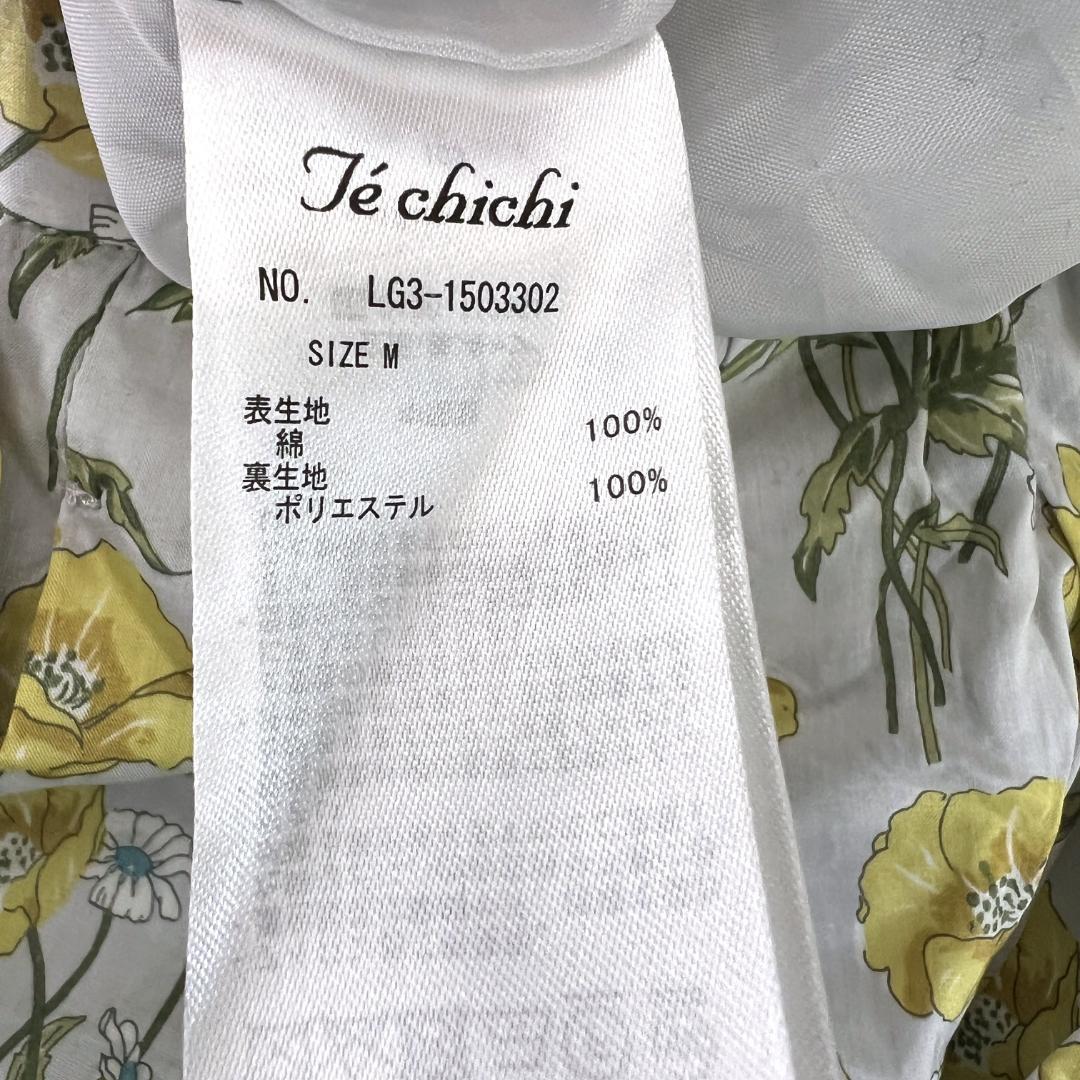 Té chichi
NO. LG3-1503302
SIZE M
表生地
綿 100%
裏生地
ポリエステル 100%